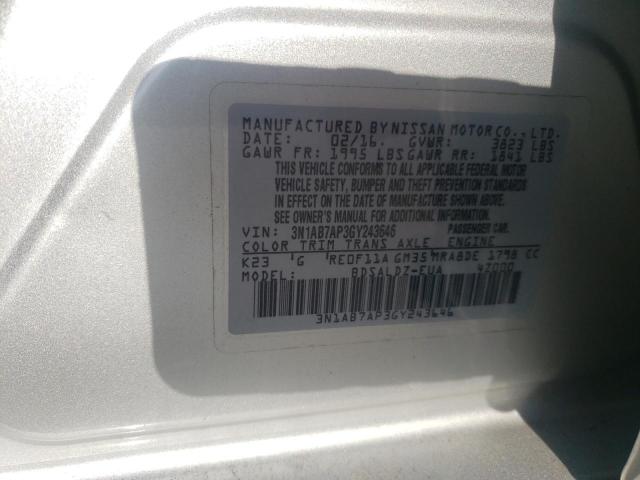 MANUFACTURED BY NISSAN MOTOR CO., LTD.
DATE: 02/16. GVWR: 3823 LBS
GAWR FR: 1995 LBS GAWR RR: 1841 LBS
THIS VEHICLE CONFORMS TO ALL APPLICABLE FEDERAL MOTOR
VEHICLE SAFETY, BUMPER AND THEFT PREVENTION STANDARDS
IN EFFECT ON THE DATE OF MANUFACTURE SHOWN ABOVE.
SEE OWNER'S MANUAL FOR ADDITIONAL INFORMATION.
VIN: 3N1AB7AP3GY243646 PASSENGER CAR.
COLOR TRIM TRANS AXLE ENGINE
K23 'G RE0F11A GM35 MRA8DE 1798 CC
MODEL: BDSALDZ-EUA 4Z000
3N1AB7AP3GY243646